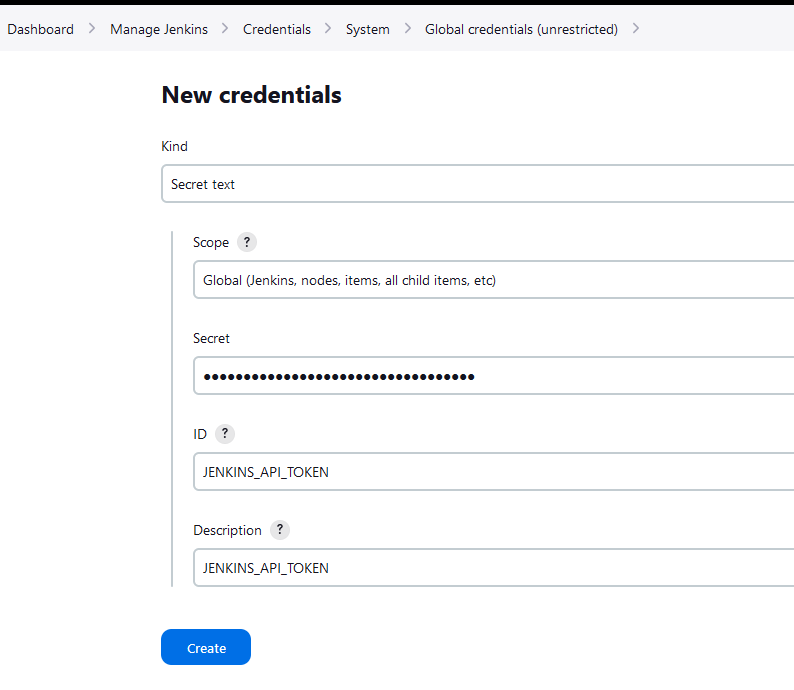 Dashboard > Manage Jenkins > Credentials > System > Global credentials (unrestricted) >
New credentials
Kind
Secret text
Scope ?
Global (Jenkins, nodes, items, all child items, etc)
Secret
••••••••••••••••••••••••••••••••••
ID ?
JENKINS_API_TOKEN
Description ?
JENKINS_API_TOKEN
Create